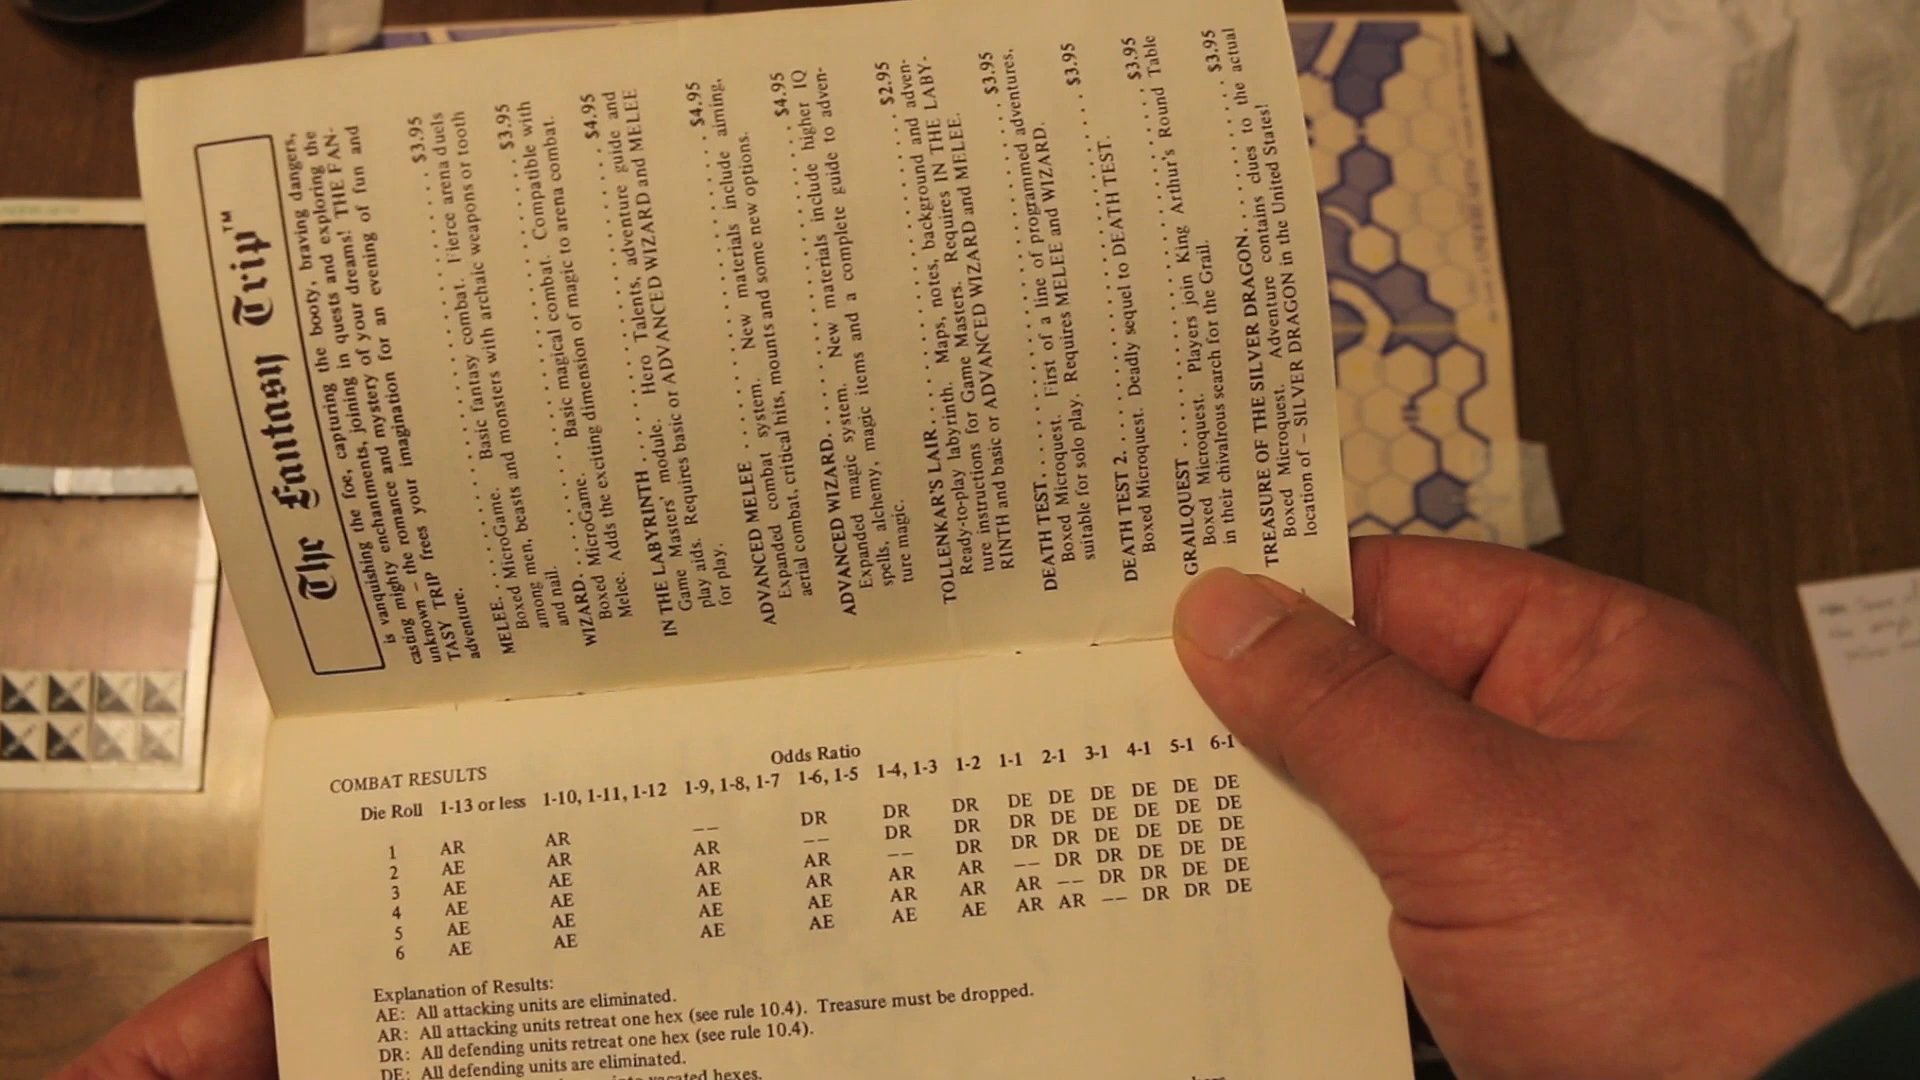 The Fantasy Trip™
is vanquishing the foe, capturing the booty, braving dangers,
casting mighty enchantments, joining in quests and exploring the
unknown – the romance and mystery of your dreams! THE FAN-
TASY TRIP frees your imagination for an evening of fun and
adventure.
MELEE. . . . . . . . . . . . . . . . . . . . . . . . . . . . . . $3.95
Boxed MicroGame. Basic fantasy combat. Fierce arena duels
among men, beasts and monsters with archaic weapons or tooth
and nail.
WIZARD. . . . . . . . . . . . . . . . . . . . . . . . . . . . . . $3.95
Boxed MicroGame. Basic magical combat. Compatible with
Melee. Adds the exciting dimension of magic to arena combat.
IN THE LABYRINTH . . . . . . . . . . . . . . . . . . . . . . . . $4.95
Game Masters' module. Hero Talents, adventure guide and
play aids. Requires basic or ADVANCED WIZARD and MELEE
for play.
ADVANCED MELEE . . . . . . . . . . . . . . . . . . . . . . . . $4.95
Expanded combat system. New materials include aiming,
aerial combat, critical hits, mounts and some new options.
ADVANCED WIZARD. . . . . . . . . . . . . . . . . . . . . . . . $4.95
Expanded magic system. New materials include higher IQ
spells, alchemy, magic items and a complete guide to adven-
ture magic.
TOLLENKAR'S LAIR. . . . . . . . . . . . . . . . . . . . . . . . $2.95
Ready-to-play labyrinth. Maps, notes, background and adven-
ture instructions for Game Masters. Requires IN THE LABY-
RINTH and basic or ADVANCED WIZARD and MELEE.
DEATH TEST. . . . . . . . . . . . . . . . . . . . . . . . . . . $3.95
Boxed Microquest. First of a line of programmed adventures,
suitable for solo play. Requires MELEE and WIZARD.
DEATH TEST 2. . . . . . . . . . . . . . . . . . . . . . . . . . $3.95
Boxed Microquest. Deadly sequel to DEATH TEST.
GRAILQUEST . . . . . . . . . . . . . . . . . . . . . . . . . . $3.95
Boxed Microquest. Players join King Arthur's Round Table
in their chivalrous search for the Grail.
TREASURE OF THE SILVER DRAGON. . . . . . . . . . . . $3.95
Boxed Microquest. Adventure contains clues to the actual
location of – SILVER DRAGON in the United States!
COMBAT RESULTS
Odds Ratio
Die Roll 1-13 or less 1-10, 1-11, 1-12 1-9, 1-8, 1-7 1-6, 1-5 1-4, 1-3 1-2 1-1 2-1 3-1 4-1 5-1 6-1
1 AR AR –– DR DR DR DE DE DE DE DE DE
2 AE AR AR –– DR DR DR DE DE DE DE DE
3 AE AE AR AR –– DR DR DR DE DE DE DE
4 AE AE AE AR AR AR –– DR DR DE DE DE
5 AE AE AE AE AR AR AR –– DR DR DE DE
6 AE AE AE AE AE AE AR AR –– DR DR DE
Explanation of Results:
AE: All attacking units are eliminated.
AR: All attacking units retreat one hex (see rule 10.4). Treasure must be dropped.
DR: All defending units retreat one hex (see rule 10.4).
DE: All defending units are eliminated.
vacated hexes.